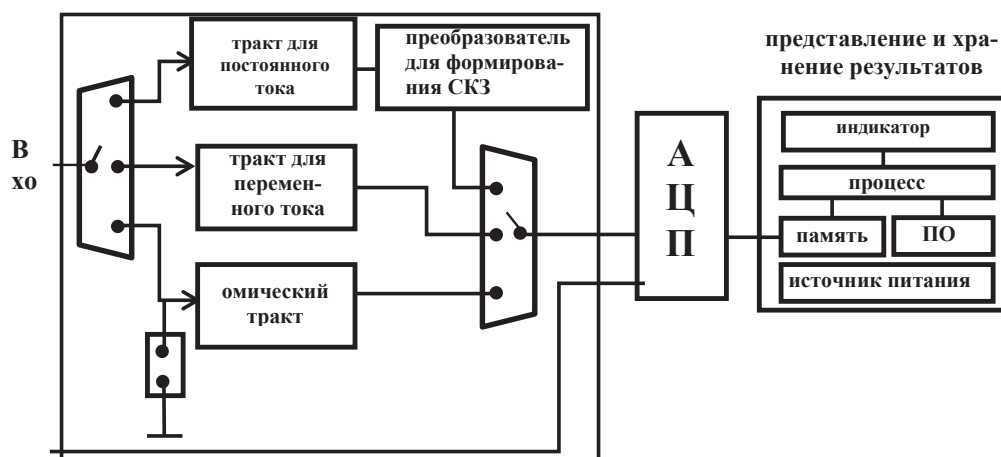 тракт для
постоянного
тока
преобразователь
для формирова-
ния СКЗ
представление и хра-
нение результатов
В
хо
тракт для
перемен-
ного тока
омический
тракт
А
Ц
П
индикатор
процесс
память
ПО
источник питания